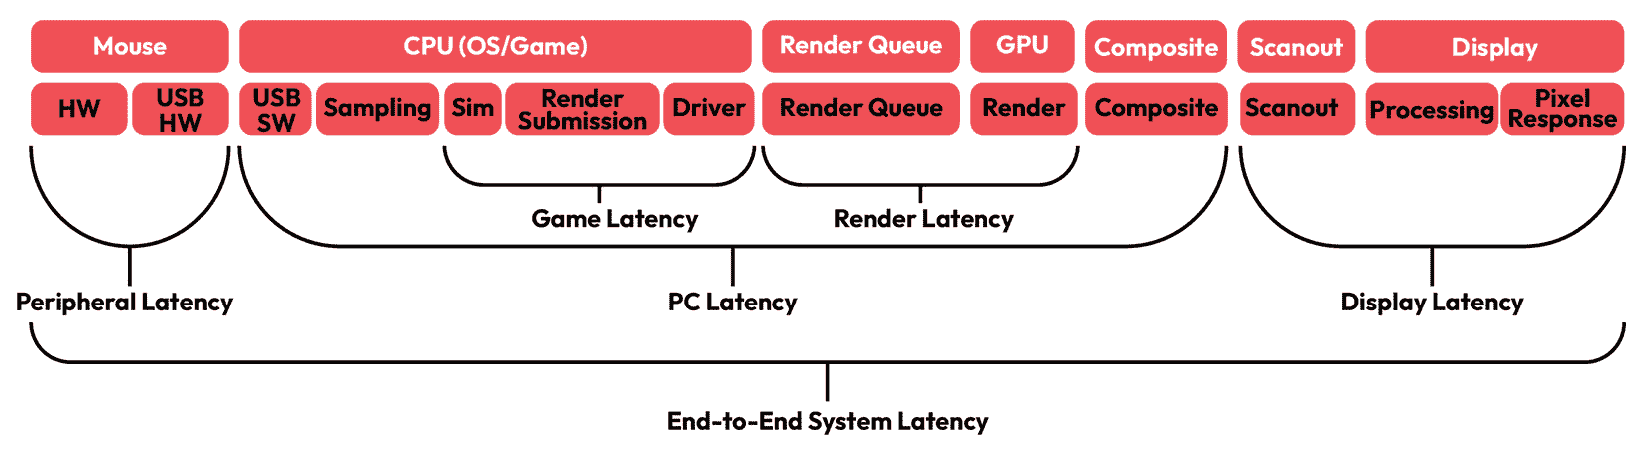 Mouse
CPU (OS/Game)
Render Queue
GPU
Composite
Scanout
Display
HW
USB
HW
USB
SW
Sampling
Sim
Render
Submission
Driver
Render Queue
Render
Composite
Scanout
Processing
Pixel
Response
Game Latency
Render Latency
Peripheral Latency
PC Latency
Display Latency
End-to-End System Latency